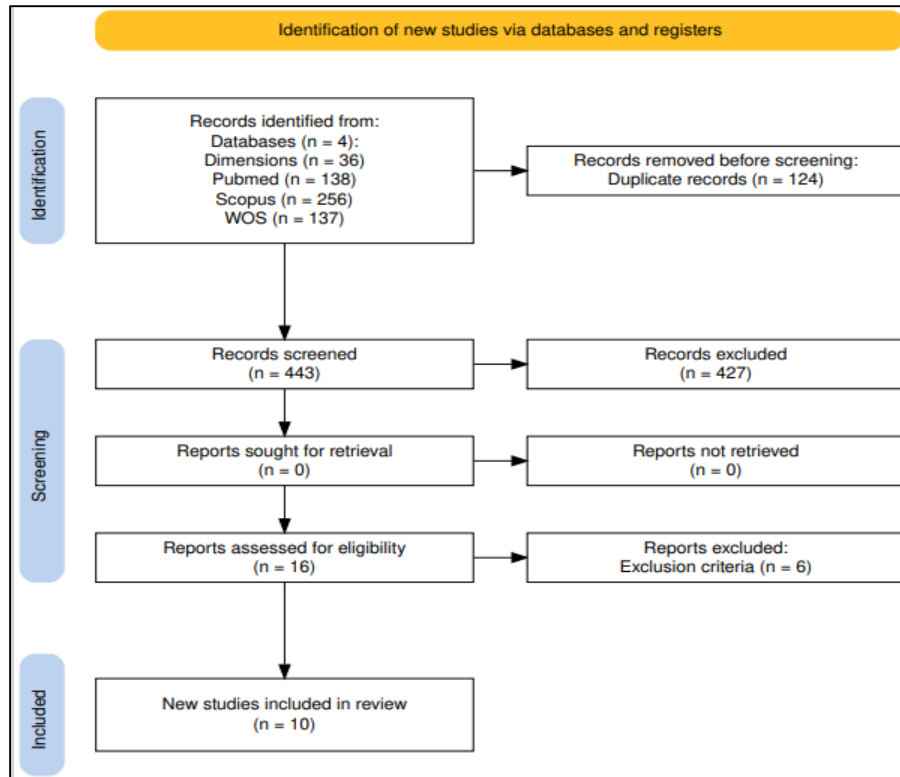 Identification of new studies via databases and registers
Identification
Records identified from:
Databases (n = 4):
Dimensions (n = 36)
Pubmed (n = 138)
Scopus (n = 256)
WOS (n = 137)
Records removed before screening:
Duplicate records (n = 124)
Screening
Records screened
(n = 443)
Records excluded
(n = 427)
Reports sought for retrieval
(n = 0)
Reports not retrieved
(n = 0)
Reports assessed for eligibility
(n = 16)
Reports excluded:
Exclusion criteria (n = 6)
Included
New studies included in review
(n = 10)